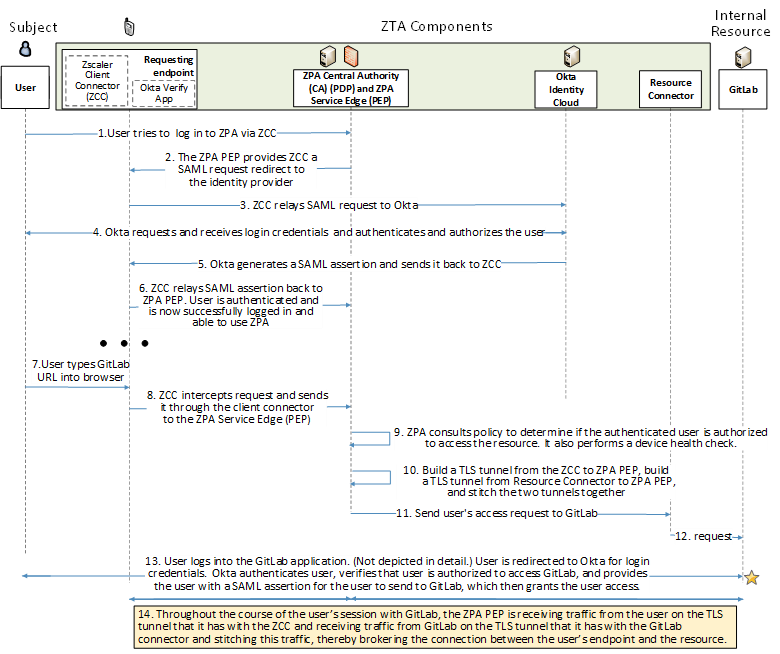 Subject
ZTA Components
Internal
Resource
User
Zscaler
Client
Connector
(ZCC)
Requesting
endpoint
Okta Verify
App
ZPA Central Authority
(CA) (PDP) and ZPA
Service Edge (PEP)
Okta
Identity
Cloud
Resource
Connector
GitLab
1.User tries to log in to ZPA via ZCC
2. The ZPA PEP provides ZCC a
SAML request redirect to
the identity provider
3. ZCC relays SAML request to Okta
4. Okta requests and receives login credentials and authenticates and authorizes the user
5. Okta generates a SAML assertion and sends it back to ZCC
6. ZCC relays SAML assertion back to
ZPA PEP. User is authenticated and
is now successfully logged in and
able to use ZPA
7.User types GitLab
URL into browser
8. ZCC intercepts request and sends
it through the client connector
to the ZPA Service Edge (PEP)
9. ZPA consults policy to determine if the authenticated user is authorized
to access the resource. It also performs a device health check.
10. Build a TLS tunnel from the ZCC to ZPA PEP, build
a TLS tunnel from Resource Connector to ZPA PEP,
and stitch the two tunnels together
11. Send user's access request to GitLab
12. request
13. User logs into the GitLab application. (Not depicted in detail.) User is redirected to Okta for login
credentials. Okta authenticates user, verifies that user is authorized to access GitLab, and provides
the user with a SAML assertion for the user to send to GitLab, which then grants the user access.
14. Throughout the course of the user's session with GitLab, the ZPA PEP is receiving traffic from the user on the TLS
tunnel that it has with the ZCC and receiving traffic from GitLab on the TLS tunnel that it has with the GitLab
connector and stitching this traffic, thereby brokering the connection between the user's endpoint and the resource.